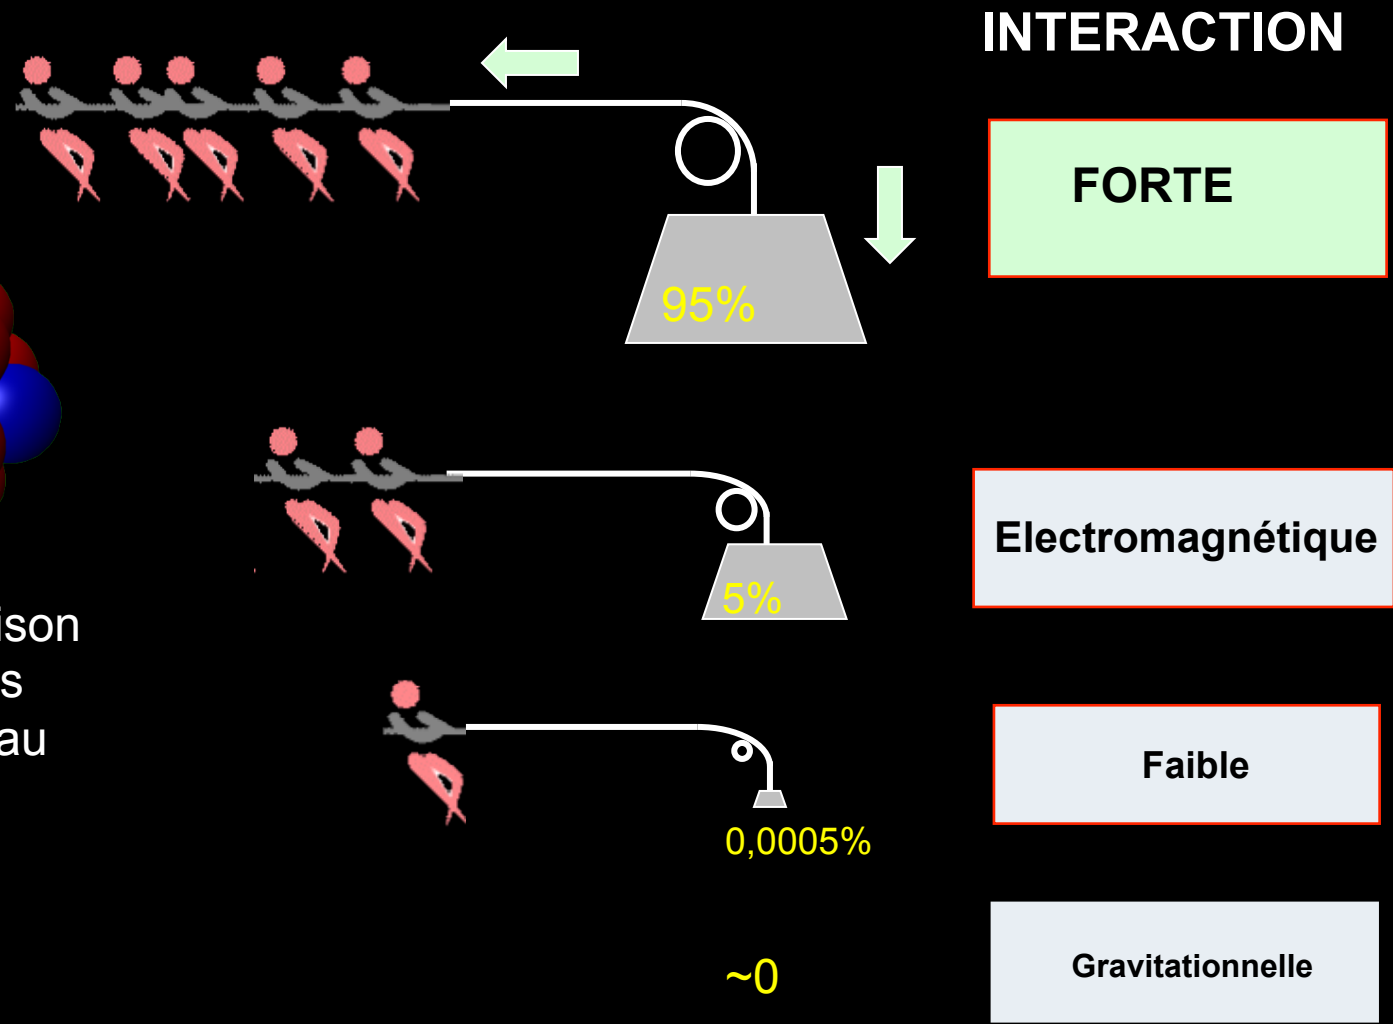 INTERACTION
FORTE
95%
Electromagnétique
5%
ison
s
au
Faible
0,0005%
Gravitationnelle
~0